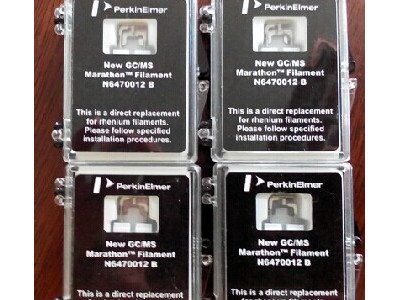 PerkinElmer
New GC/MS
Marathon™ Filament
N6470012 B
This is a direct replacement
for rhenium filaments.
Please follow specified
installation procedures.
PerkinElmer
New GC/MS
Marathon™ Filament
N6470012 B
This is a direct replacement
for rhenium filaments.
Please follow specified
installation procedures.
PerkinElmer
New GC/MS
Marathon™ Filament
N6470012 B
This is a direct replacement
PerkinElmer
New GC/MS
Marathon™ Filament
N6470012 B
This is a direct replacement